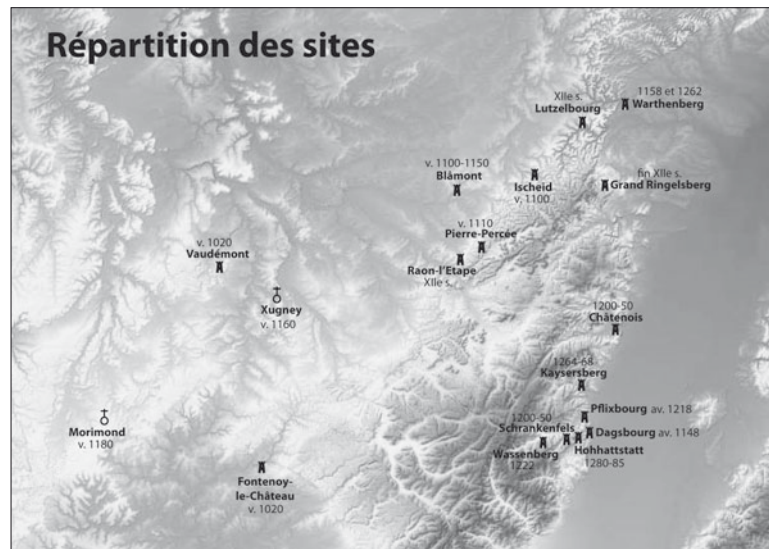 Répartition des sites
XIIe s.
Lutzelbourg
1158 et 1262
Warthenberg
v. 1100-1150
Blâmont
Ischeid
v. 1100
fin XIIe s.
Grand Ringelsberg
v. 1110
Pierre-Percée
Raon-l'Etape
XIIe s.
v. 1020
Vaudémont
Xugney
v. 1160
1200-50
Châtenois
1264-68
Kaysersberg
Pflixbourg av. 1218
1200-50
Schrankenfels
Dagsbourg av. 1148
Wassenberg
1222
Hohhattstatt
1280-85
Morimond
v. 1180
Fontenoy-
le-Château
v. 1020